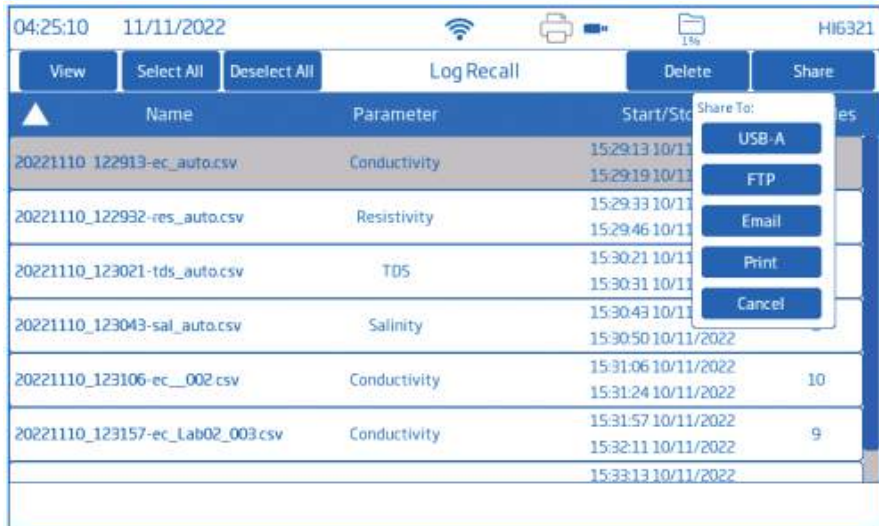 04:25:10 11/11/2022 1% HI6321
View Select All Deselect All Log Recall Delete Share
Name Parameter Start/Sto les
Share To:
USB-A
FTP
Email
Print
Cancel
20221110_122913-ec_auto.csv Conductivity 15:29:13 10/11
15:29:19 10/11
20221110_122932-res_auto.csv Resistivity 15:29:33 10/11
15:29:46 10/11
20221110_123021-tds_auto.csv TDS 15:30:21 10/11
15:30:31 10/11
20221110_123043-sal_auto.csv Salinity 15:30:43 10/11
15:30:50 10/11/2022
20221110_123106-ec__002.csv Conductivity 15:31:06 10/11/2022 10
15:31:24 10/11/2022
20221110_123157-ec_Lab02_003.csv Conductivity 15:31:57 10/11/2022 9
15:32:11 10/11/2022
15:33:13 10/11/2022